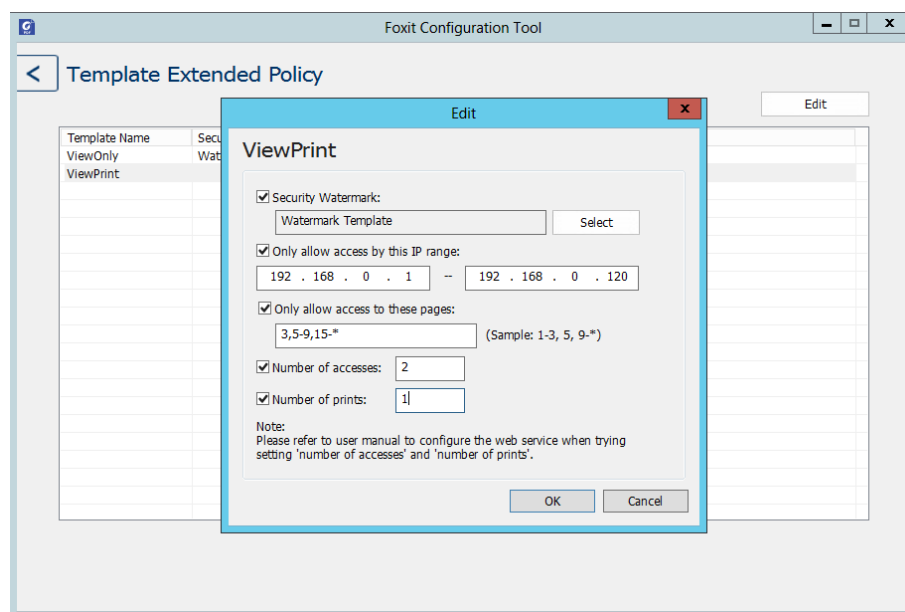 Foxit Configuration Tool
< Template Extended Policy
Edit
Template Name Secu
ViewOnly Wat
ViewPrint
Edit
x
ViewPrint
Security Watermark:
Watermark Template Select
Only allow access by this IP range:
192 . 168 . 0 . 1 -- 192 . 168 . 0 . 120
Only allow access to these pages:
3,5-9,15-* (Sample: 1-3, 5, 9-*)
Number of accesses: 2
Number of prints: 1
Note:
Please refer to user manual to configure the web service when trying
setting 'number of accesses' and 'number of prints'.
OK Cancel